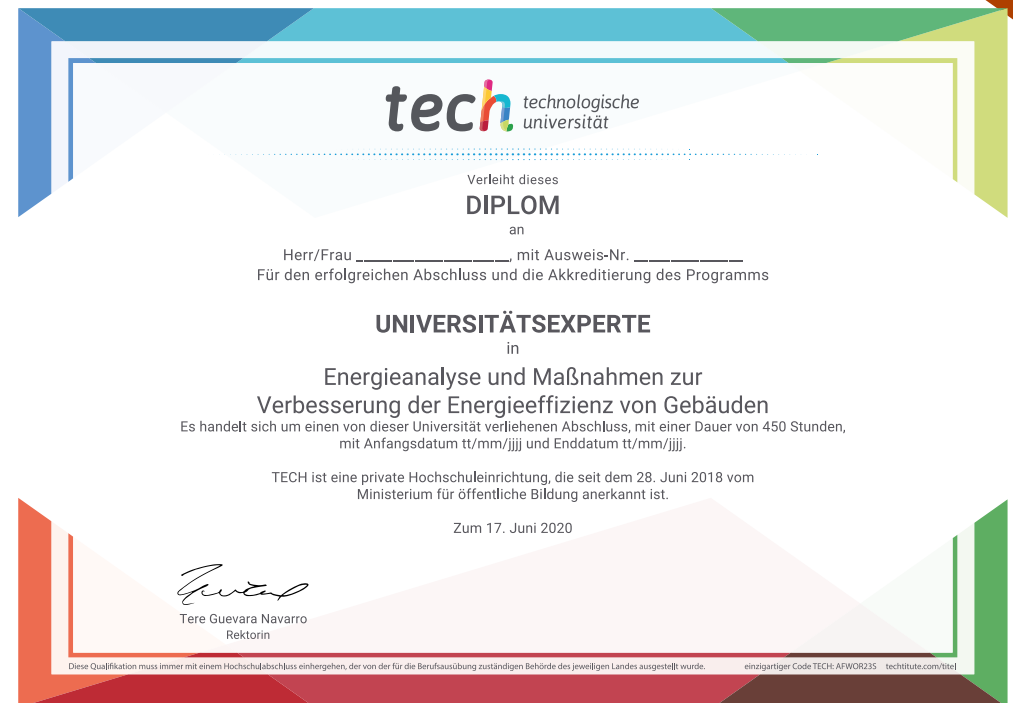 tech technologische
universität
Verleiht dieses
DIPLOM
an
Herr/Frau ____________________, mit Ausweis-Nr. ______________
Für den erfolgreichen Abschluss und die Akkreditierung des Programms
UNIVERSITÄTSEXPERTE
in
Energieanalyse und Maßnahmen zur
Verbesserung der Energieeffizienz von Gebäuden
Es handelt sich um einen von dieser Universität verliehenen Abschluss, mit einer Dauer von 450 Stunden,
mit Anfangsdatum tt/mm/jjjj und Enddatum tt/mm/jjjj.
TECH ist eine private Hochschuleinrichtung, die seit dem 28. Juni 2018 vom
Ministerium für öffentliche Bildung anerkannt ist.
Zum 17. Juni 2020
Tere Guevara Navarro
Rektorin
Diese Qualifikation muss immer mit einem Hochschulabschluss einhergehen, der von der für die Berufsausübung zuständigen Behörde des jeweiligen Landes ausgestellt wurde. einzigartiger Code TECH: AFWOR23S techtitute.com/titel